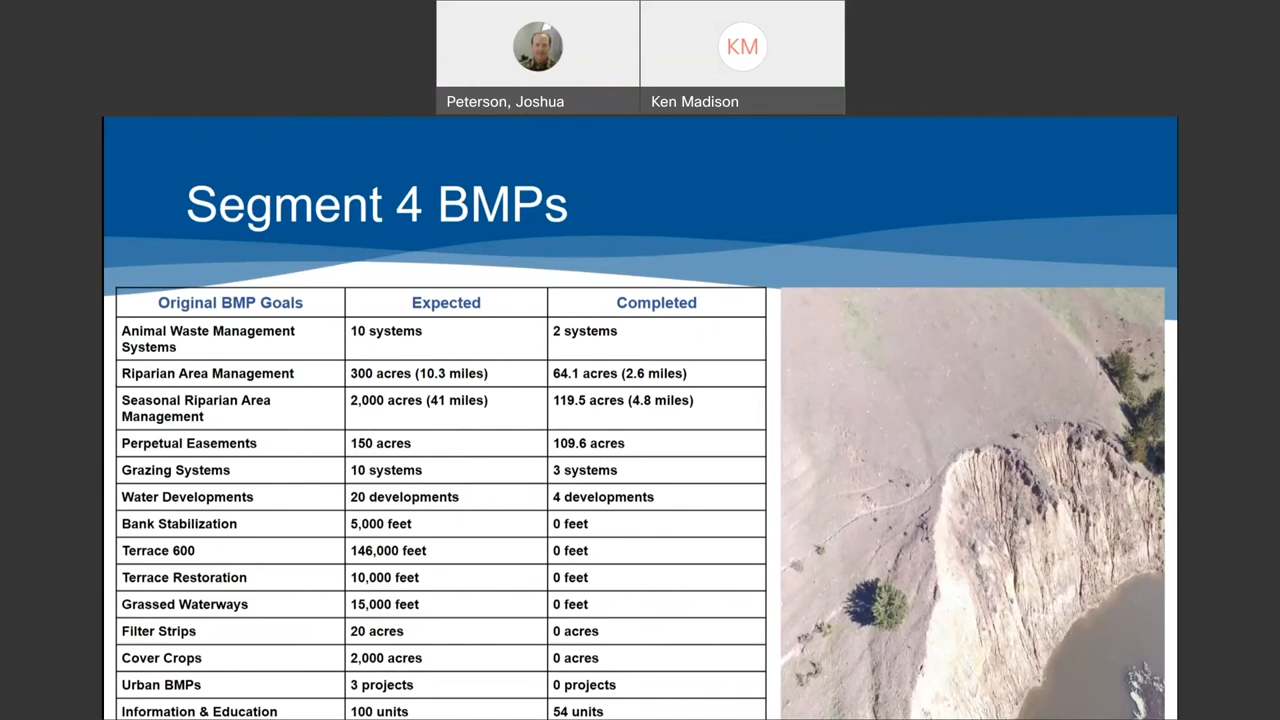 KM
Peterson, Joshua
Ken Madison
Segment 4 BMPs
Original BMP Goals Expected Completed
Animal Waste Management Systems 10 systems 2 systems
Riparian Area Management 300 acres (10.3 miles) 64.1 acres (2.6 miles)
Seasonal Riparian Area Management 2,000 acres (41 miles) 119.5 acres (4.8 miles)
Perpetual Easements 150 acres 109.6 acres
Grazing Systems 10 systems 3 systems
Water Developments 20 developments 4 developments
Bank Stabilization 5,000 feet 0 feet
Terrace 600 146,000 feet 0 feet
Terrace Restoration 10,000 feet 0 feet
Grassed Waterways 15,000 feet 0 feet
Filter Strips 20 acres 0 acres
Cover Crops 2,000 acres 0 acres
Urban BMPs 3 projects 0 projects
Information & Education 100 units 54 units